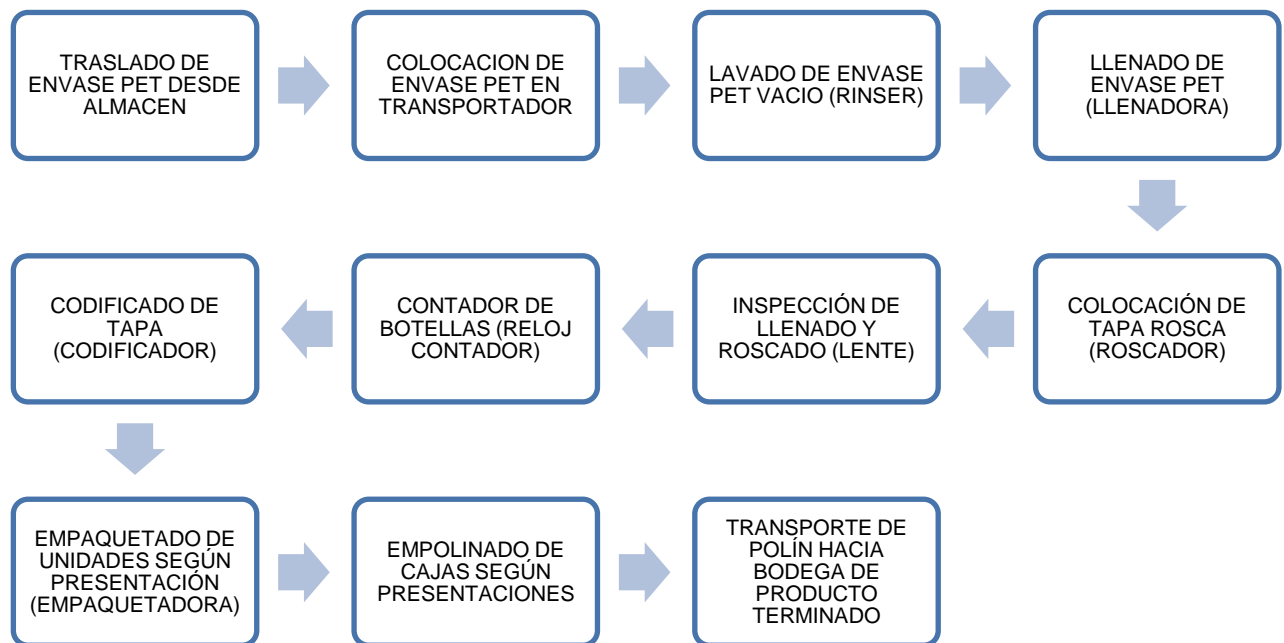 TRASLADO DE
ENVASE PET DESDE
ALMACEN
COLOCACION DE
ENVASE PET EN
TRANSPORTADOR
LAVADO DE ENVASE
PET VACIO (RINSER)
LLENADO DE
ENVASE PET
(LLENADORA)
COLOCACIÓN DE
TAPA ROSCA
(ROSCADOR)
INSPECCIÓN DE
LLENADO Y
ROSCADO (LENTE)
CONTADOR DE
BOTELLAS (RELOJ
CONTADOR)
CODIFICADO DE
TAPA
(CODIFICADOR)
EMPAQUETADO DE
UNIDADES SEGÚN
PRESENTACIÓN
(EMPAQUETADORA)
EMPOLINADO DE
CAJAS SEGÚN
PRESENTACIONES
TRANSPORTE DE
POLÍN HACIA
BODEGA DE
PRODUCTO
TERMINADO